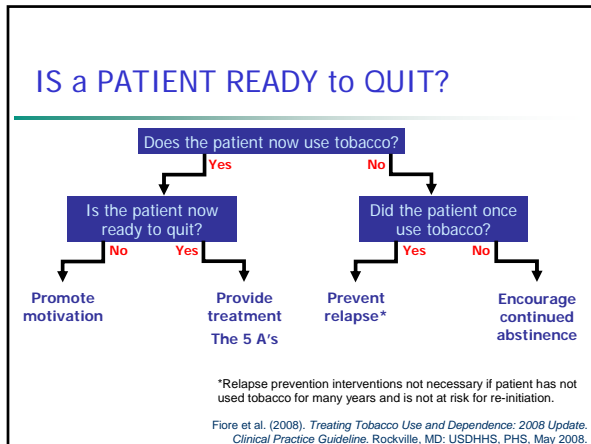 IS a PATIENT READY to QUIT?
Does the patient now use tobacco?
Yes
No
Is the patient now
ready to quit?
Did the patient once
use tobacco?
No
Yes
Yes
No
Promote
motivation
Provide
treatment
The 5 A's
Prevent
relapse*
Encourage
continued
abstinence
*Relapse prevention interventions not necessary if patient has not
used tobacco for many years and is not at risk for re-initiation.
Fiore et al. (2008). Treating Tobacco Use and Dependence: 2008 Update.
Clinical Practice Guideline. Rockville, MD: USDHHS, PHS, May 2008.